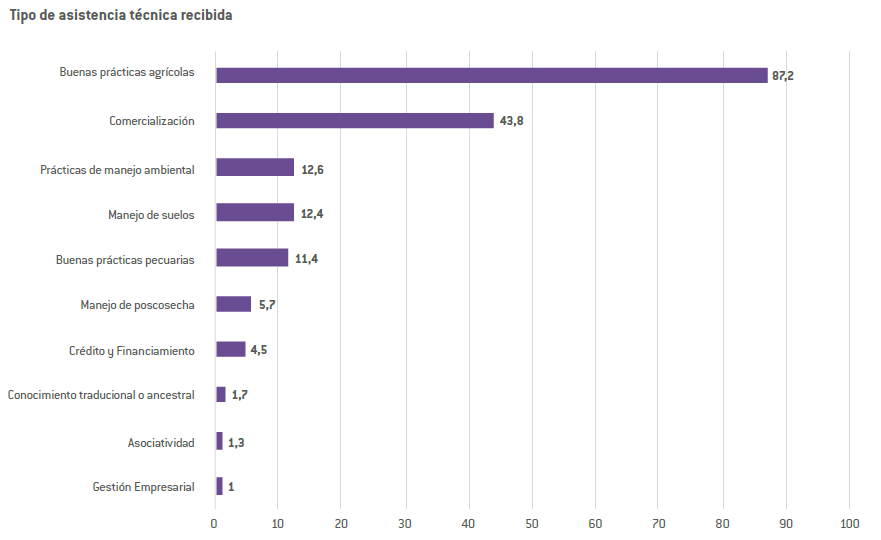 Tipo de asistencia técnica recibida
Buenas prácticas agrícolas 87,2
Comercialización 43,8
Prácticas de manejo ambiental 12,6
Manejo de suelos 12,4
Buenas prácticas pecuarias 11,4
Manejo de poscosecha 5,7
Crédito y Financiamiento 4,5
Conocimiento traducional o ancestral 1,7
Asociatividad 1,3
Gestión Empresarial 1
0 10 20 30 40 50 60 70 80 90 100